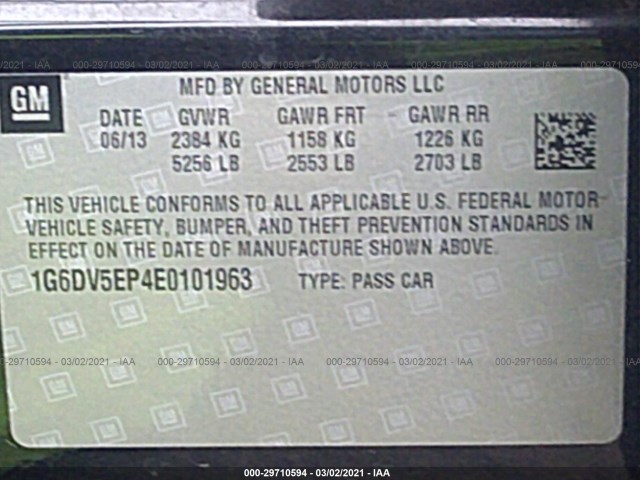 000-29710594 - 03/02/2021 - IAA
GM
MFD BY GENERAL MOTORS LLC
DATE GVWR GAWR FRT GAWR RR
06/13 2384 KG 1158 KG 1226 KG
5256 LB 2553 LB 2703 LB
THIS VEHICLE CONFORMS TO ALL APPLICABLE U.S. FEDERAL MOTOR
VEHICLE SAFETY, BUMPER, AND THEFT PREVENTION STANDARDS IN
EFFECT ON THE DATE OF MANUFACTURE SHOWN ABOVE.
1G6DV5EP4E0101963 TYPE: PASS CAR
000-29710594 - 03/02/2021 - IAA
000-29710594 - 03/02/2021 - IAA